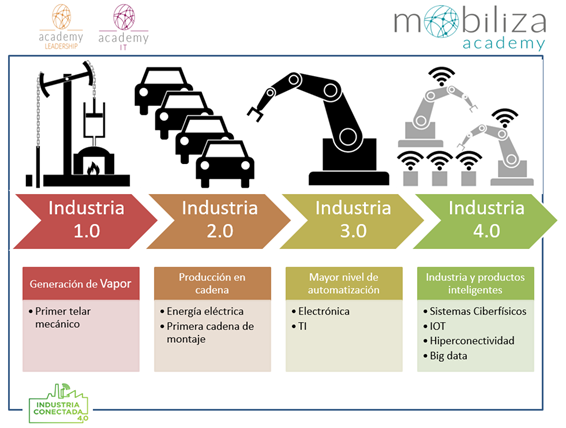 academy
LEADERSHIP
academy
IT
mobiliza
academy
Industria
1.0
Industria
2.0
Industria
3.0
Industria
4.0
Generación de Vapor
• Primer telar
mecánico
Producción en
cadena
• Energía eléctrica
• Primera cadena de
montaje
Mayor nivel de
automatización
• Electrónica
• TI
Industria y productos
inteligentes
• Sistemas Ciberfísicos
• IOT
• Hiperconectividad
• Big data
INDUSTRIA
CONECTADA
4.0